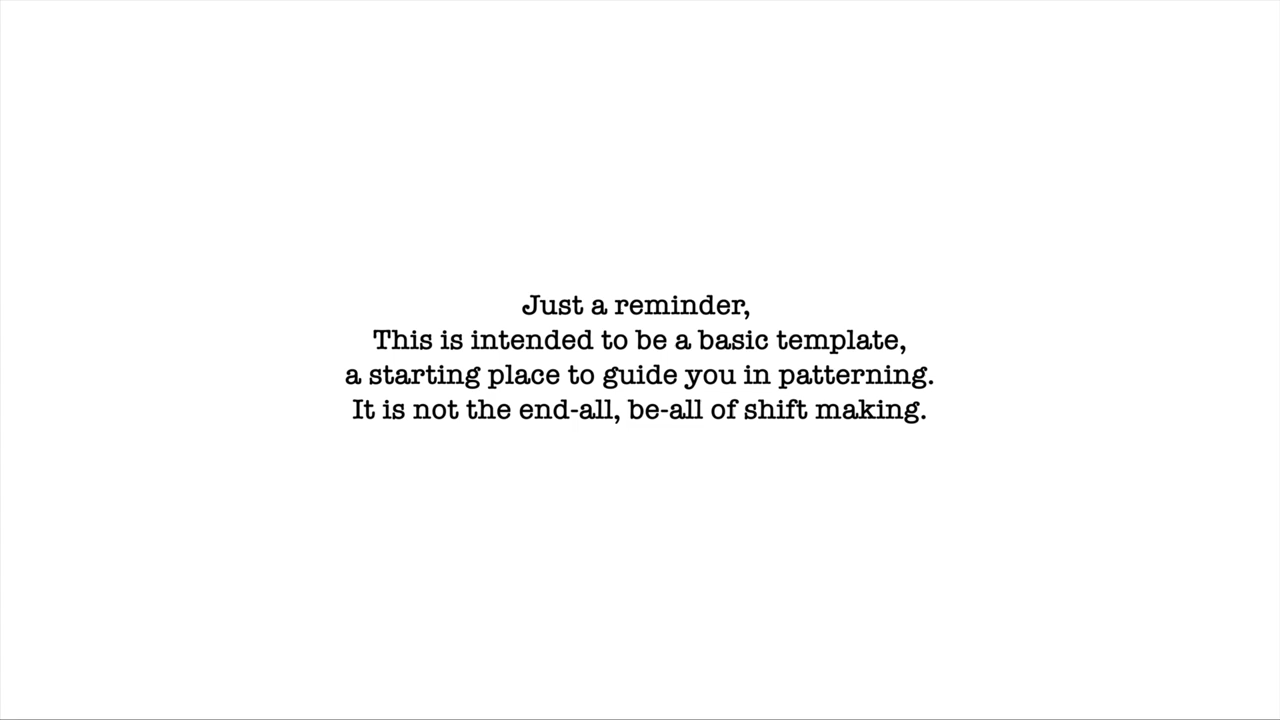 Just a reminder,
This is intended to be a basic template,
a starting place to guide you in patterning.
It is not the end-all, be-all of shift making.